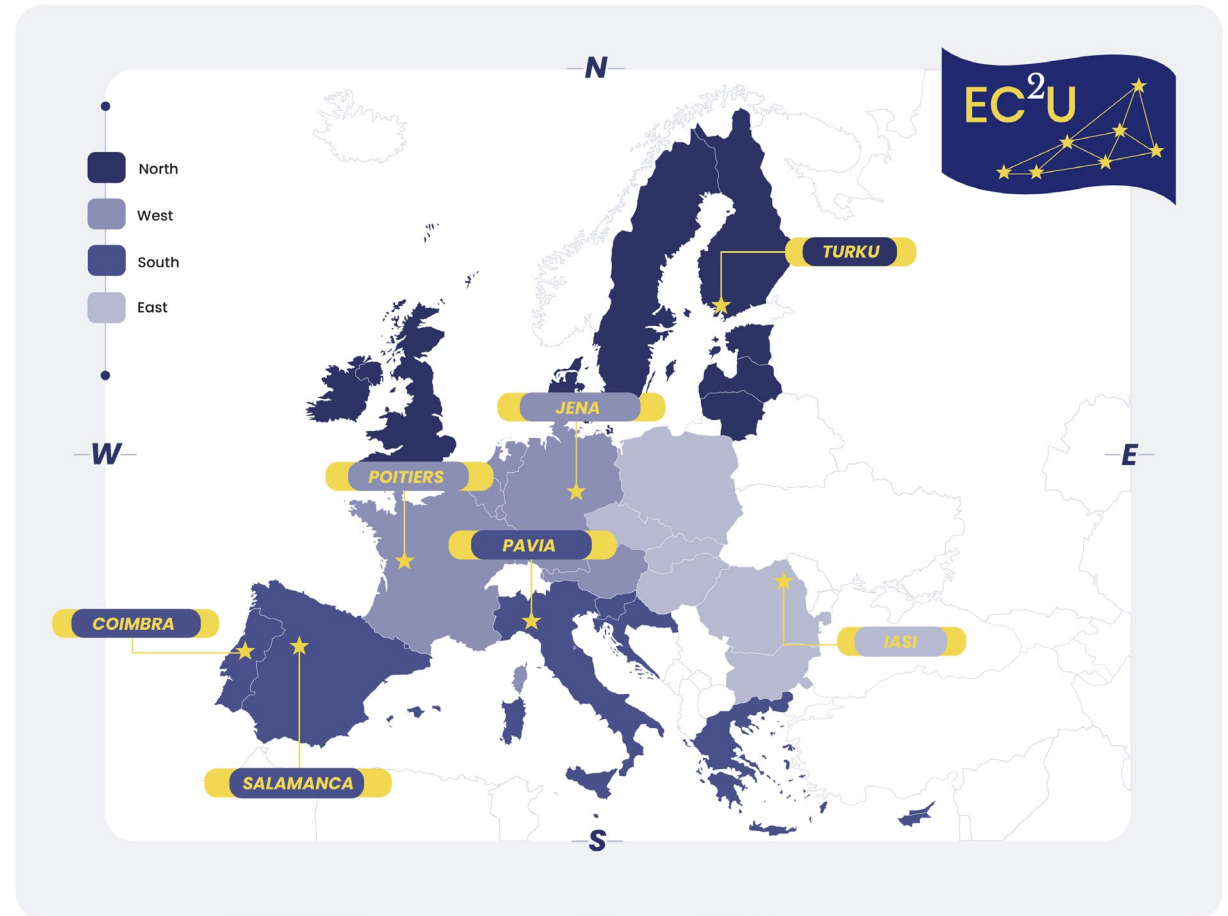 N
EC²U
North
West
South
East
TURKU
JENA
W
E
POITIERS
PAVIA
COIMBRA
IASI
SALAMANCA
S